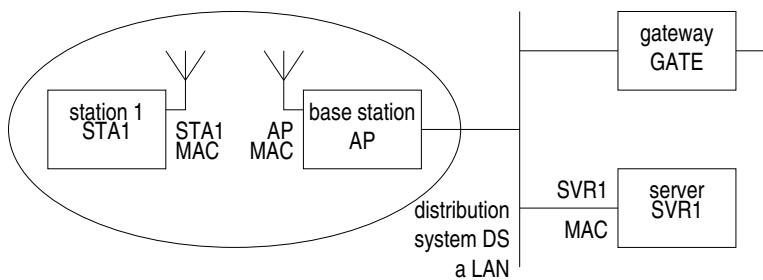 station 1
STA1
STA1
MAC
AP
MAC
base station
AP
gateway
GATE
distribution
system DS
a LAN
SVR1
MAC
server
SVR1